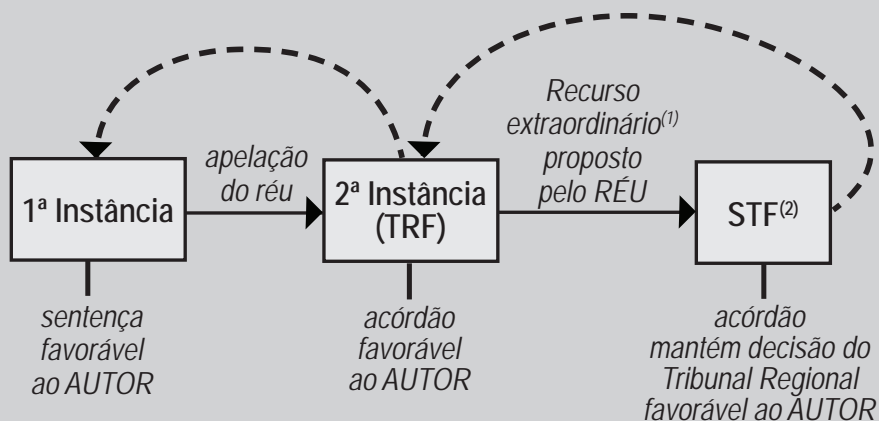 1ª Instância
sentença
favorável
ao AUTOR
apelação
do réu
2ª Instância
(TRF)
acórdão
favorável
ao AUTOR
Recurso
extraordinário(1)
proposto
pelo RÉU
STF(2)
acórdão
mantém decisão do
Tribunal Regional
favorável ao AUTOR